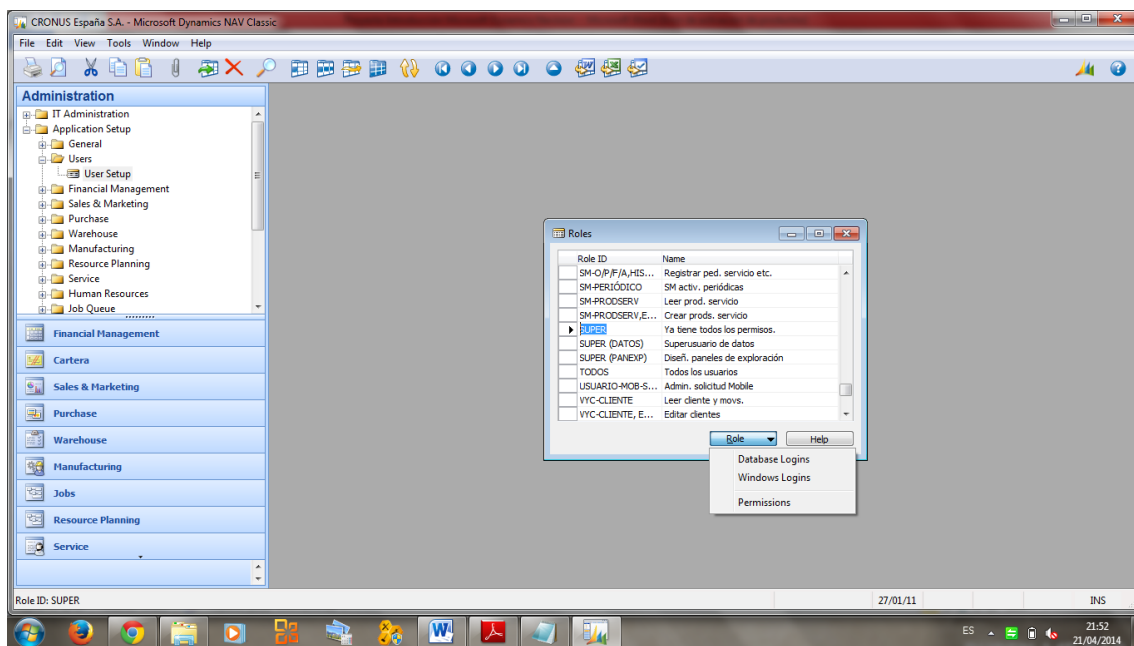 CRONUS España S.A. - Microsoft Dynamics NAV Classic
File Edit View Tools Window Help
Administration
IT Administration
Application Setup
General
Users
User Setup
Financial Management
Sales & Marketing
Purchase
Warehouse
Manufacturing
Resource Planning
Service
Human Resources
Job Queue
Financial Management
Cartera
Sales & Marketing
Purchase
Warehouse
Manufacturing
Jobs
Resource Planning
Service
Roles
Role ID Name
SM-O/P/F/A,HIS... Registrar ped. servicio etc.
SM-PERIÓDICO SM activ. periódicas
SM-PRODSERV Leer prod. servicio
SM-PRODSERV,E... Crear prods. servicio
SUPER Ya tiene todos los permisos.
SUPER (DATOS) Superusuario de datos
SUPER (PANEXP) Diseñ. paneles de exploración
TODOS Todos los usuarios
USUARIO-MOB-S... Admin. solicitud Mobile
VYC-CLIENTE Leer cliente y movs.
VYC-CLIENTE, E... Editar clientes
Role Help
Database Logins
Windows Logins
Permissions
Role ID: SUPER 27/01/11 INS
ES 21:52
21/04/2014